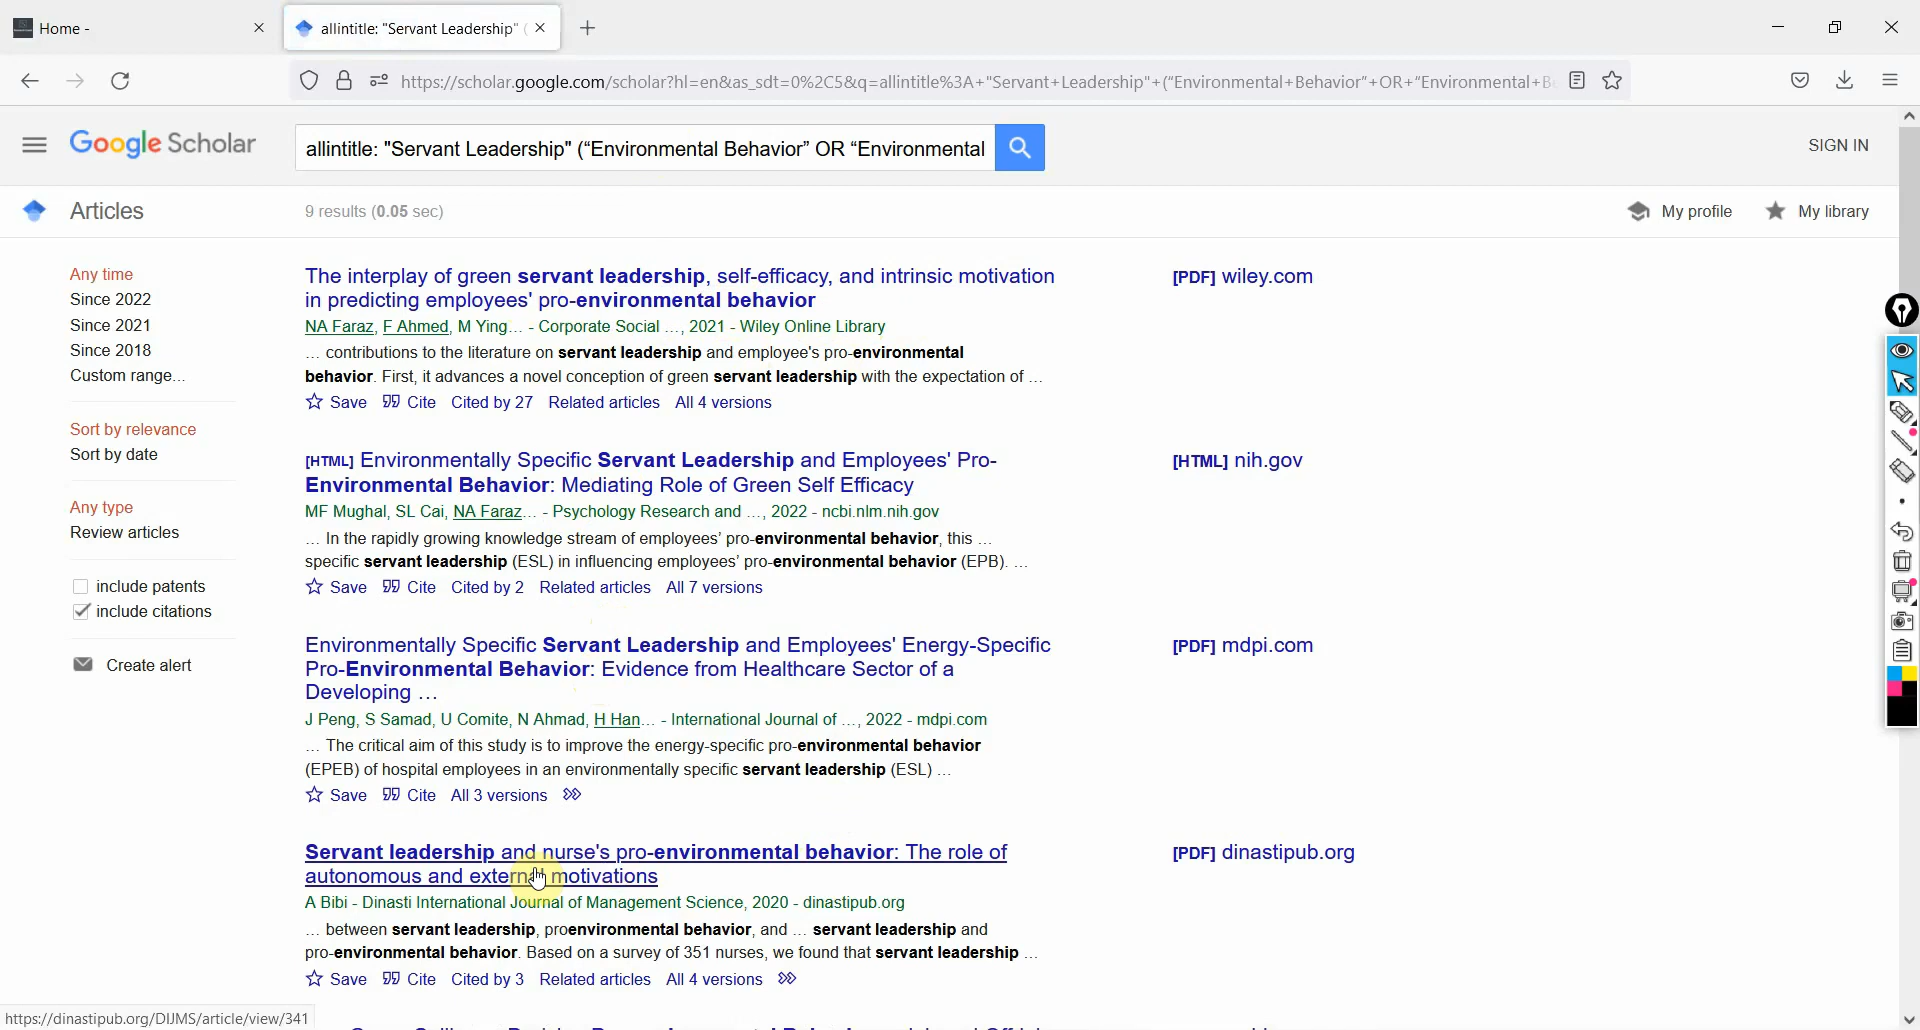 Home -
allintitle: "Servant Leadership" (
https://scholar.google.com/scholar?hl=en&as_sdt=0%2C5&q=allintitle%3A+"Servant+Leadership"+("Environmental+Behavior"+OR+"Environmental+B
Google Scholar
allintitle: "Servant Leadership" (“Environmental Behavior” OR “Environmental
SIGN IN
Articles
9 results (0.05 sec)
My profile
My library
Any time
Since 2022
Since 2021
Since 2018
Custom range...
Sort by relevance
Sort by date
Any type
Review articles
include patents
include citations
Create alert
The interplay of green servant leadership, self-efficacy, and intrinsic motivation
in predicting employees' pro-environmental behavior
NA Faraz, F Ahmed, M Ying... - Corporate Social ..., 2021 - Wiley Online Library
... contributions to the literature on servant leadership and employee's pro-environmental
behavior. First, it advances a novel conception of green servant leadership with the expectation of ...
Save Cite Cited by 27 Related articles All 4 versions
[PDF] wiley.com
[HTML] Environmentally Specific Servant Leadership and Employees' Pro-
Environmental Behavior: Mediating Role of Green Self Efficacy
MF Mughal, SL Cai, NA Faraz... - Psychology Research and ..., 2022 - ncbi.nlm.nih.gov
... In the rapidly growing knowledge stream of employees’ pro-environmental behavior, this ...
specific servant leadership (ESL) in influencing employees’ pro-environmental behavior (EPB). ...
Save Cite Cited by 2 Related articles All 7 versions
[HTML] nih.gov
Environmentally Specific Servant Leadership and Employees' Energy-Specific
Pro-Environmental Behavior: Evidence from Healthcare Sector of a
Developing ...
J Peng, S Samad, U Comite, N Ahmad, H Han... - International Journal of ..., 2022 - mdpi.com
... The critical aim of this study is to improve the energy-specific pro-environmental behavior
(EPEB) of hospital employees in an environmentally specific servant leadership (ESL) ...
Save Cite All 3 versions
[PDF] mdpi.com
Servant leadership and nurse's pro-environmental behavior: The role of
autonomous and external motivations
A Bibi - Dinasti International Journal of Management Science, 2020 - dinastipub.org
... between servant leadership, proenvironmental behavior, and ... servant leadership and
pro-environmental behavior. Based on a survey of 351 nurses, we found that servant leadership ...
Save Cite Cited by 3 Related articles All 4 versions
[PDF] dinastipub.org
https://dinastipub.org/DIJMS/article/view/341